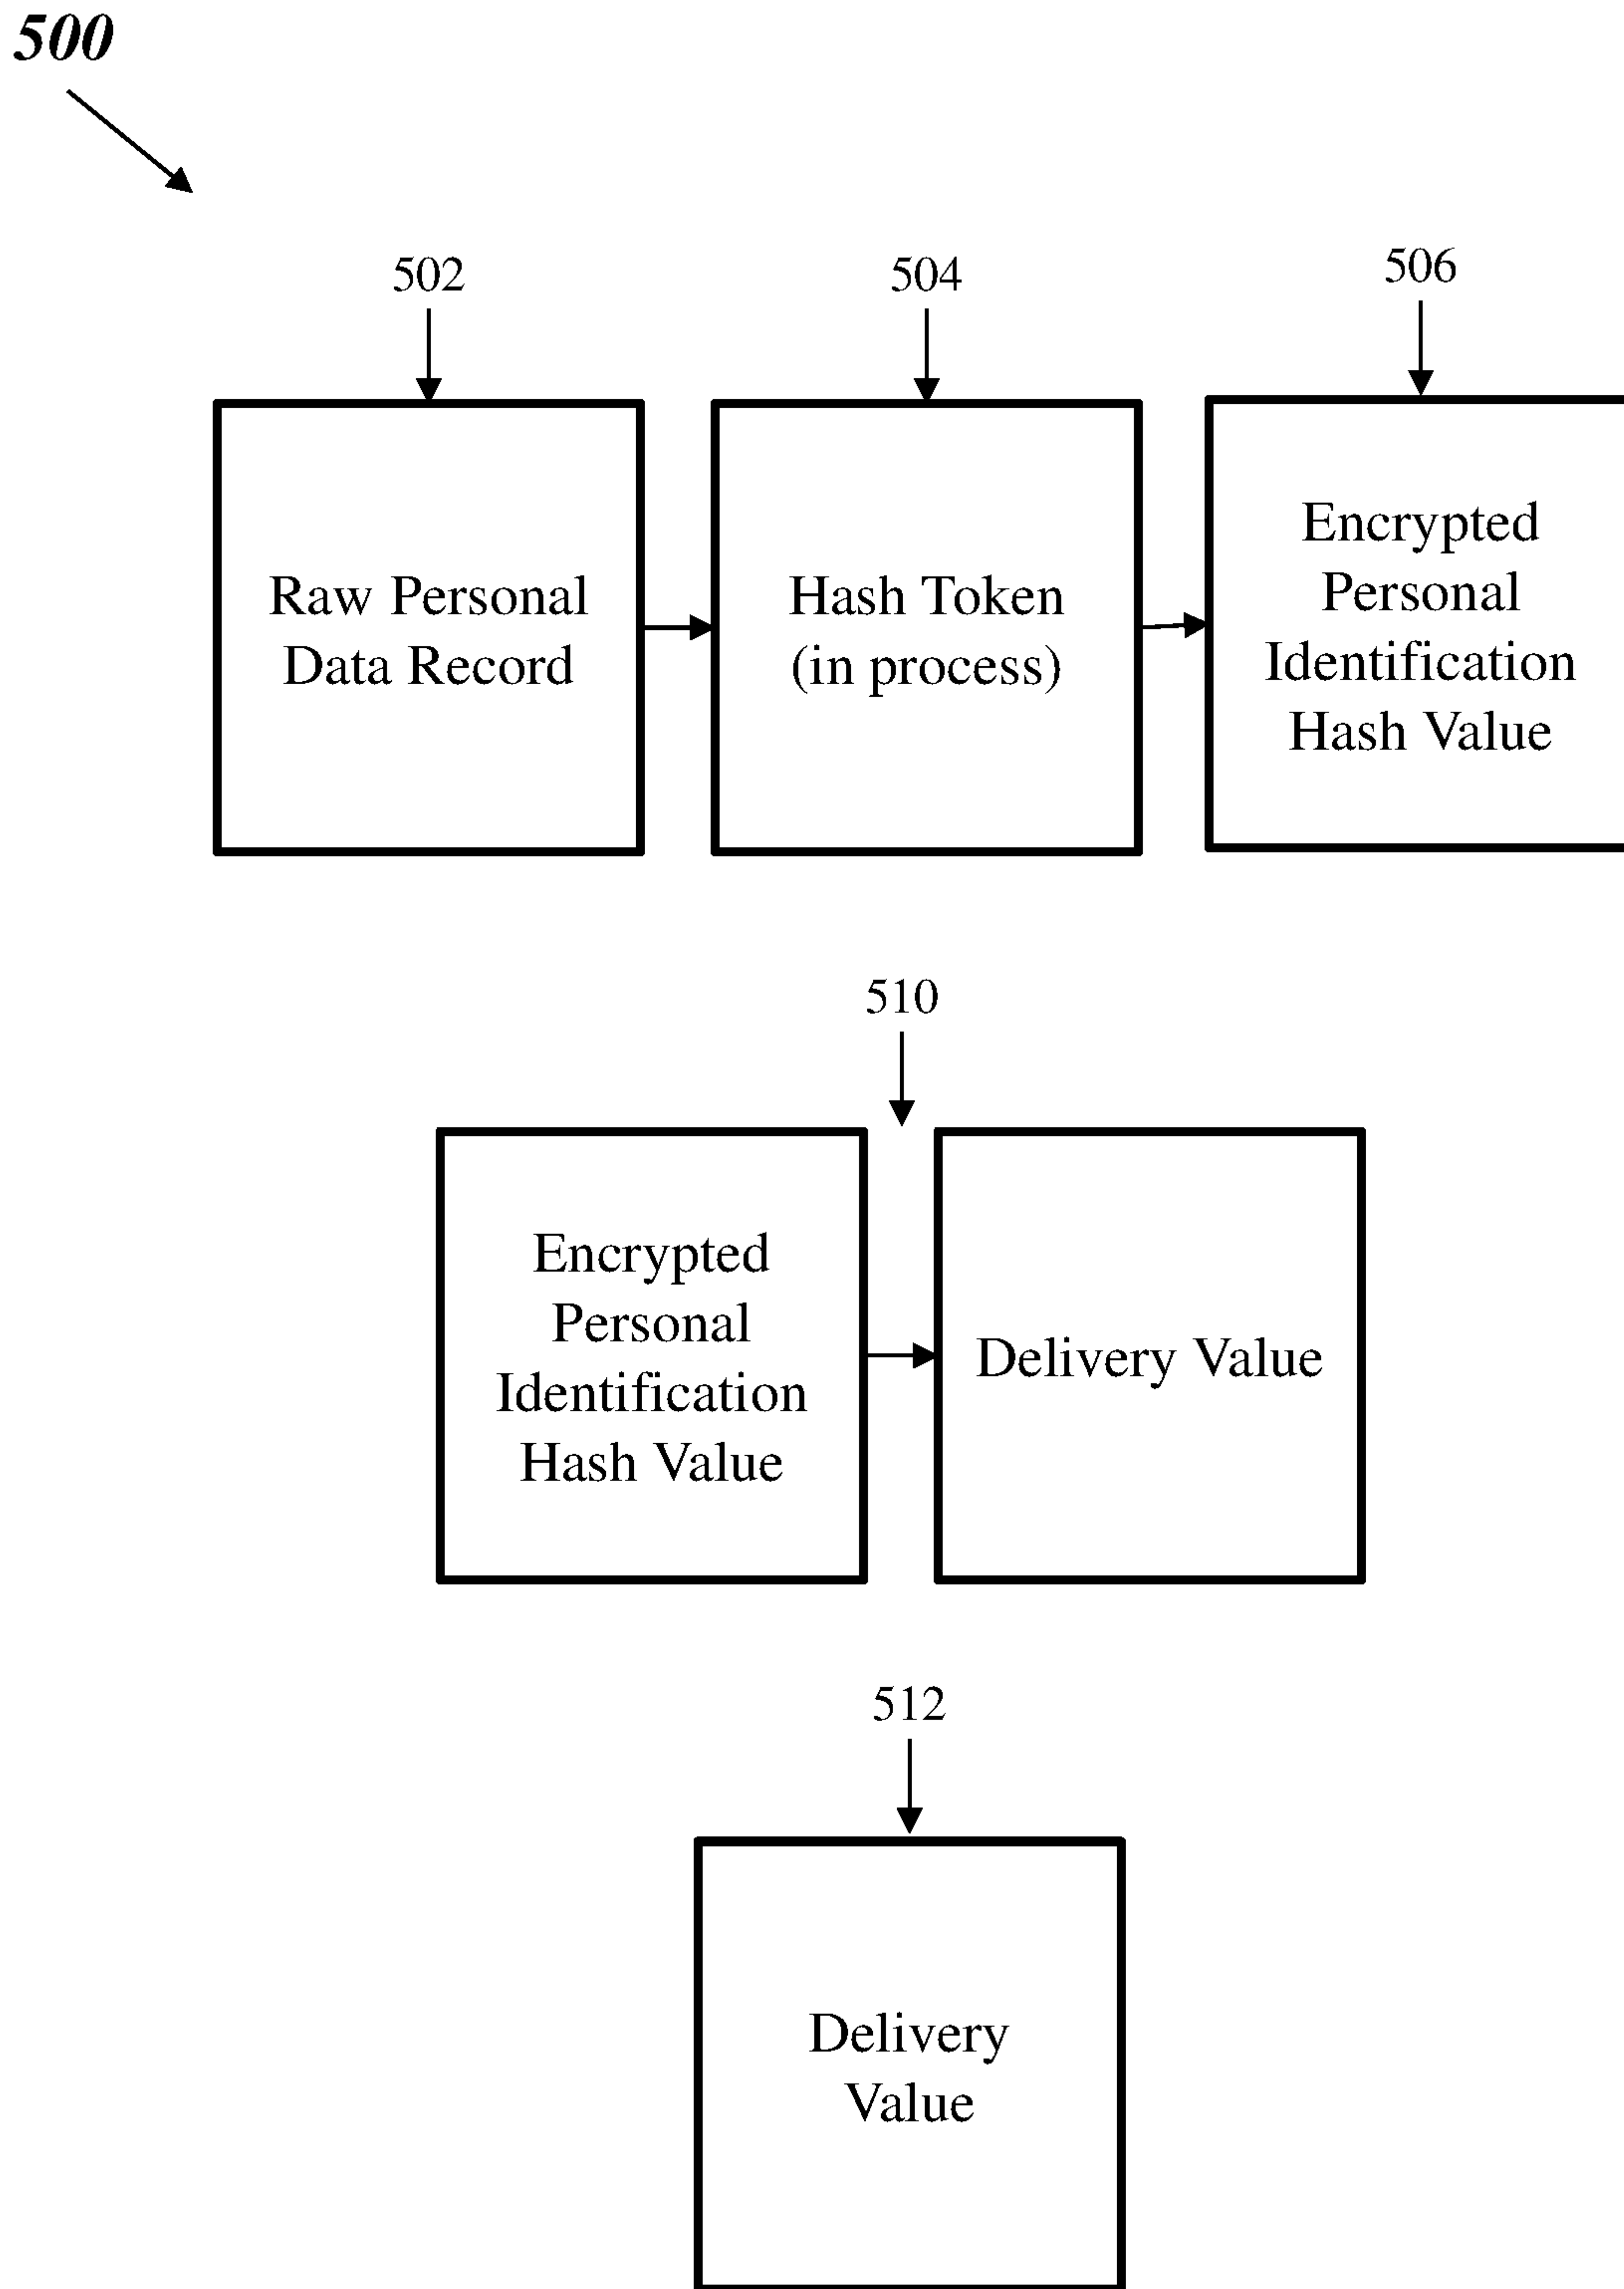 500
502
504
506
Raw Personal
Data Record
Hash Token
(in process)
Encrypted
Personal
Identification
Hash Value
510
Encrypted
Personal
Identification
Hash Value
Delivery Value
512
Delivery
Value